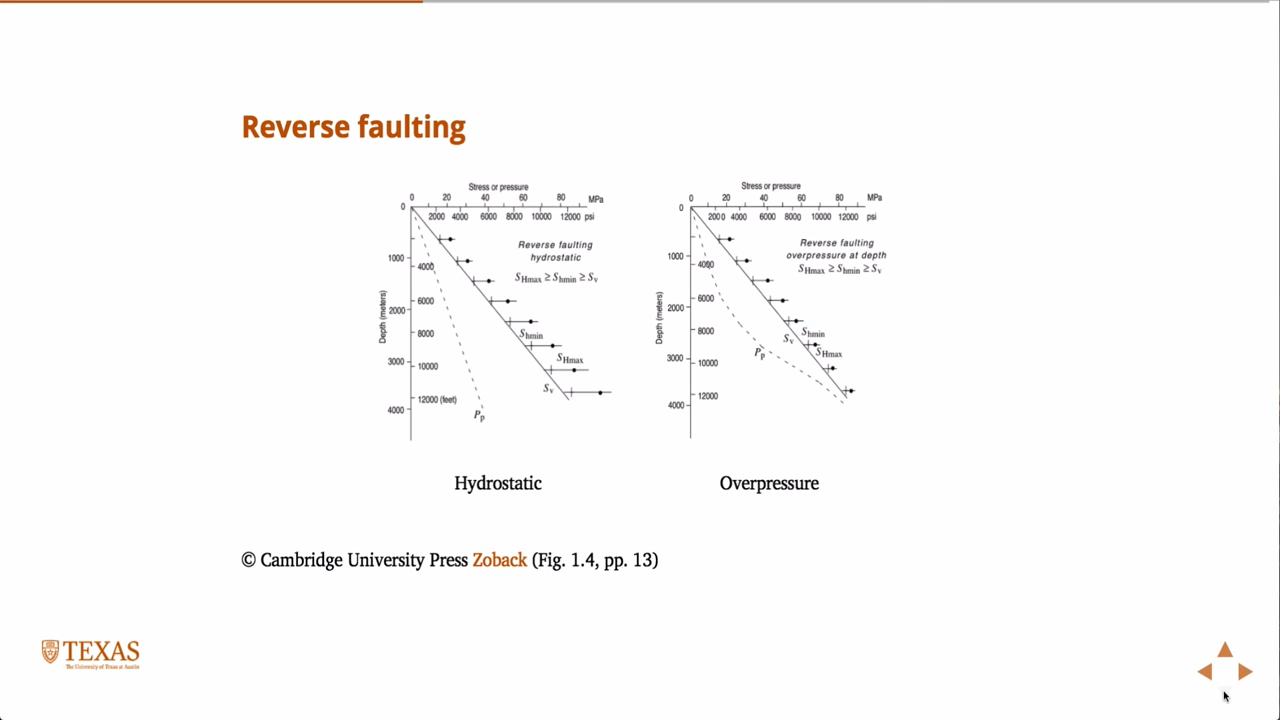 Reverse faulting
Stress or pressure
0 20 40 60 80 MPa
0 2000 4000 6000 8000 10000 12000 psi
Reverse faulting
hydrostatic
SHmax ≥ Shmin ≥ Sv
1000
4000
6000
2000
8000
3000
10000
12000 (feet)
4000
Depth (meters)
Shmin
SHmax
Sv
Pp
Hydrostatic
Stress or pressure
0 20 40 60 80 MPa
0 2000 4000 6000 8000 10000 12000 psi
Reverse faulting
overpressure at depth
SHmax ≥ Shmin ≥ Sv
1000
4000
6000
2000
8000
3000
10000
12000
4000
Depth (meters)
Shmin
Sv
SHmax
Pp
Overpressure
© Cambridge University Press Zoback (Fig. 1.4, pp. 13)
TEXAS
The University of Texas at Austin